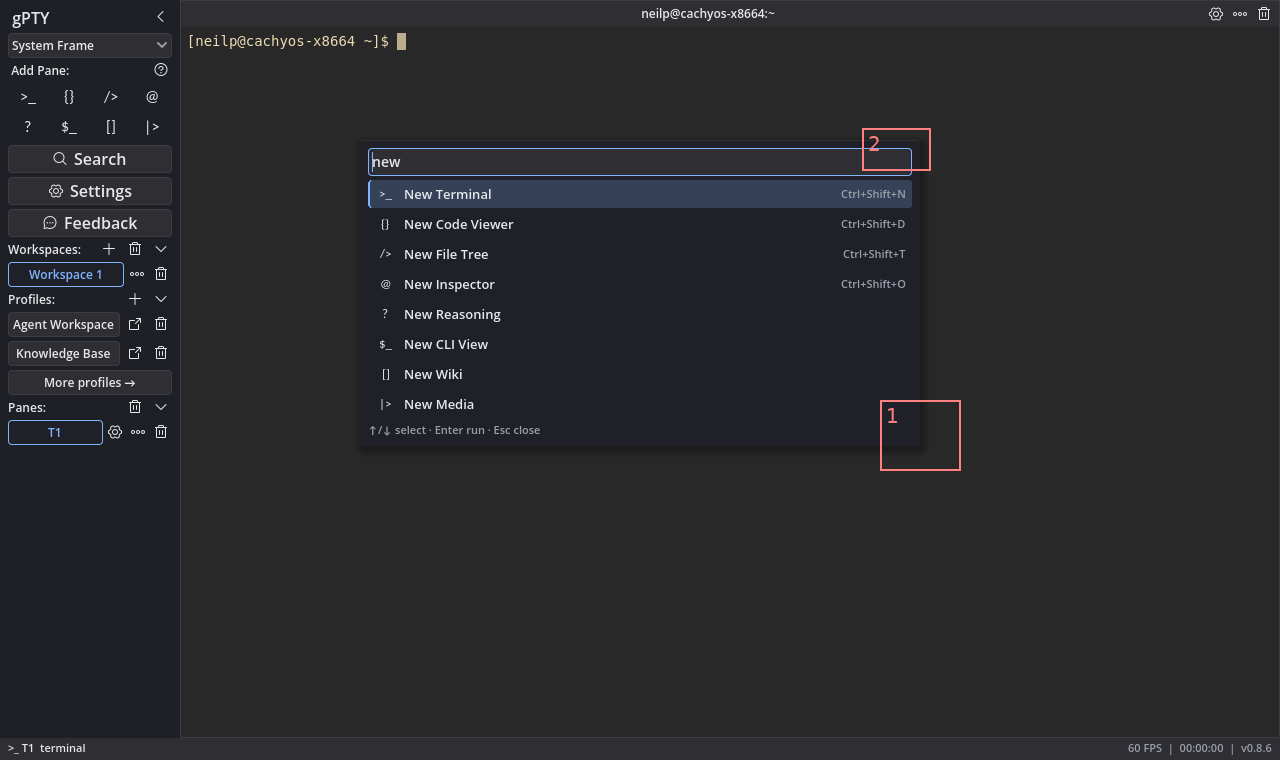 gPTY
neilp@cachyos-x8664:~
System Frame
[neilp@cachyos-x8664 ~]$
Add Pane:
>_ {} /> @
? $_ [] |>
Search
Settings
Feedback
Workspaces:
Workspace 1
Profiles:
Agent Workspace
Knowledge Base
More profiles →
Panes:
T1
2
new
>_ New Terminal Ctrl+Shift+N
{} New Code Viewer Ctrl+Shift+D
/> New File Tree Ctrl+Shift+T
@ New Inspector Ctrl+Shift+O
? New Reasoning
$_ New CLI View
[] New Wiki
|> New Media
1
↑/↓ select · Enter run · Esc close
>_ T1 terminal
60 FPS | 00:00:00 | v0.8.6